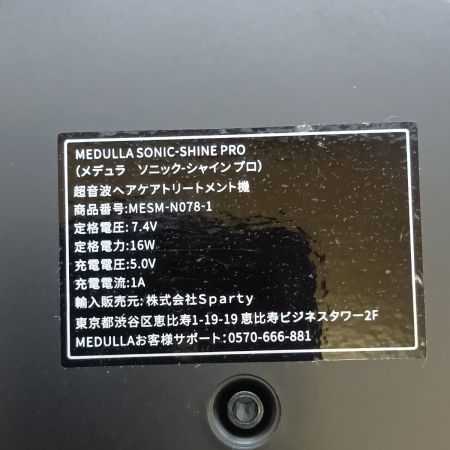 MEDULLA SONIC-SHINE PRO
(メデュラ ソニック-シャイン プロ)
超音波ヘアケアトリートメント機
商品番号:MESM-N078-1
定格電圧:7.4V
定格電力:16W
充電電圧:5.0V
充電電流:1A
輸入販売元:株式会社Sparty
東京都渋谷区恵比寿1-19-19 恵比寿ビジネスタワー2F
MEDULLAお客様サポート:0570-666-881